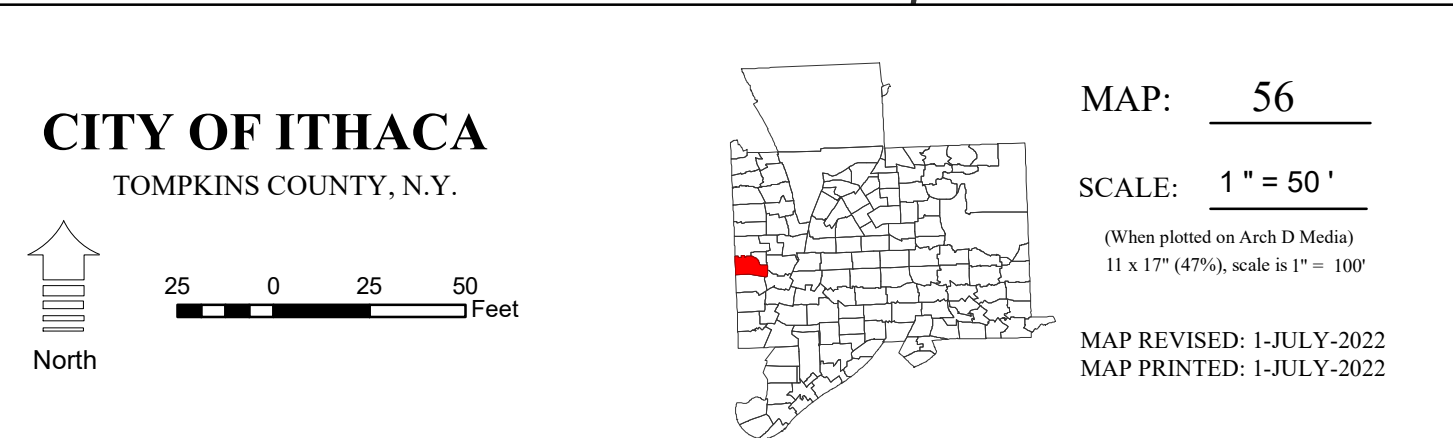 CITY OF ITHACA
TOMPKINS COUNTY, N.Y.
25 0 25 50
Feet
North
MAP: 56
SCALE: 1 " = 50 '
(When plotted on Arch D Media)
11 x 17" (47%), scale is 1" = 100'
MAP REVISED: 1-JULY-2022
MAP PRINTED: 1-JULY-2022